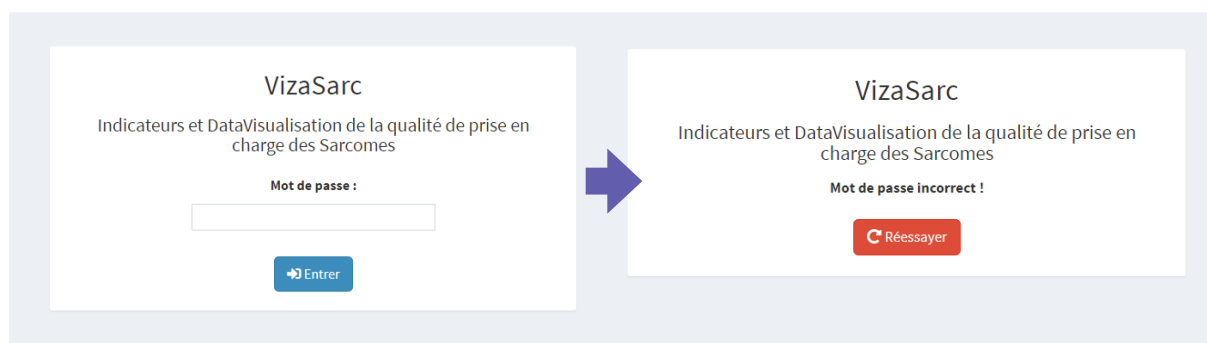 VizaSarc
Indicateurs et DataVisualisation de la qualité de prise en
charge des Sarcomes
Mot de passe :
Entrer
VizaSarc
Indicateurs et DataVisualisation de la qualité de prise en
charge des Sarcomes
Mot de passe incorrect !
Réessayer